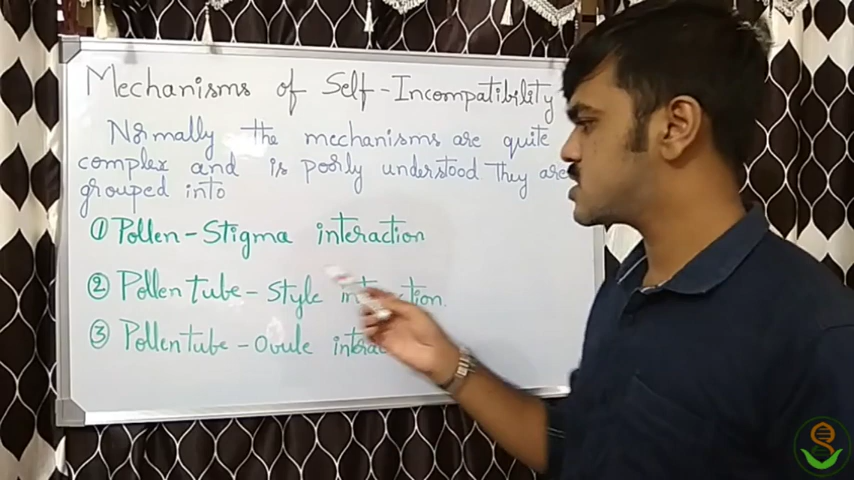 Mechanisms of Self-Incompatibility
Normally the mechanisms are quite
complex and is poorly understood They are
grouped into
① Pollen-Stigma interaction
② Pollen tube-Style interaction.
③ Pollentube-Ovule